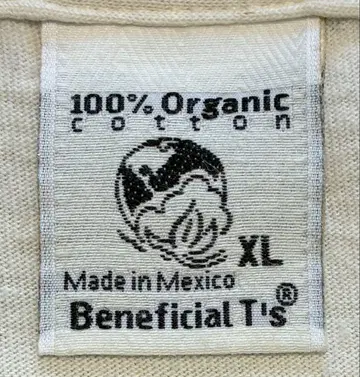 100% Organic
cotton
XL
Made in Mexico
Beneficial T's®